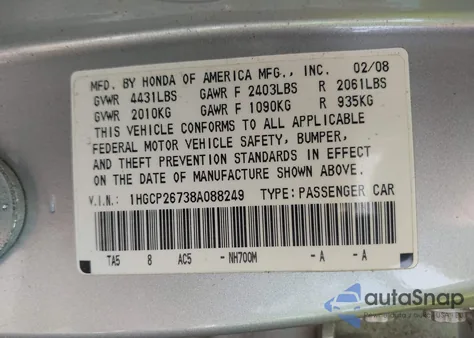 MFD. BY HONDA OF AMERICA MFG., INC. 02/08
GVWR 4431LBS GAWR F 2403LBS R 2061LBS
GVWR 2010KG GAWR F 1090KG R 935KG
THIS VEHICLE CONFORMS TO ALL APPLICABLE
FEDERAL MOTOR VEHICLE SAFETY, BUMPER,
AND THEFT PREVENTION STANDARDS IN EFFECT
ON THE DATE OF MANUFACTURE SHOWN ABOVE.
V.I.N.: 1HGCP26738A088249 TYPE: PASSENGER CAR
TA5 8 AC5 -NH700M -A -A
autoSnap